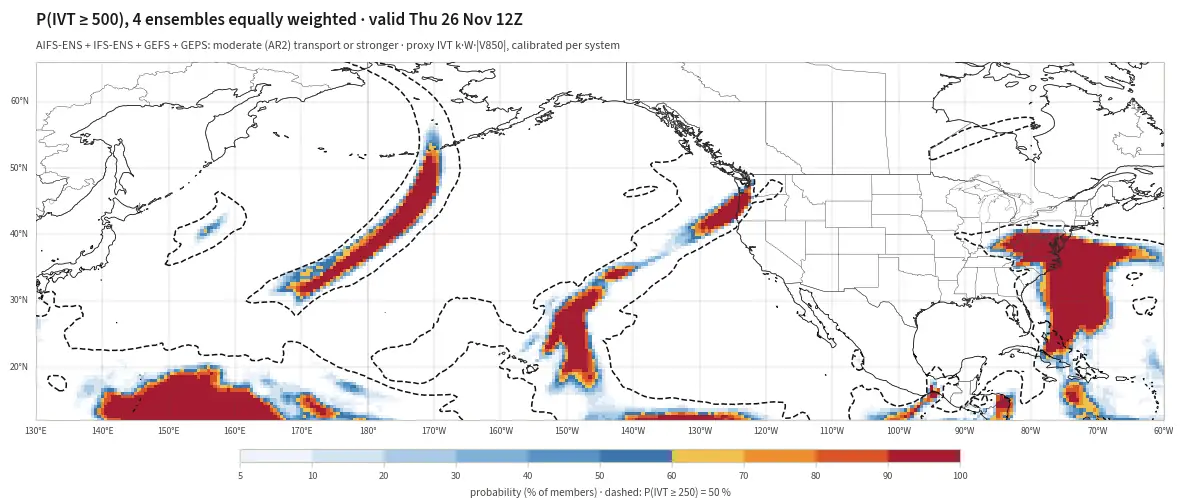 P(IVT ≥ 500), 4 ensembles equally weighted · valid Thu 26 Nov 12Z
AIFS-ENS + IFS-ENS + GEFS + GEPS: moderate (AR2) transport or stronger · proxy IVT k·W·|V850|, calibrated per system
60°N
50°N
40°N
30°N
20°N
130°E 140°E 150°E 160°E 170°E 180° 170°W 160°W 150°W 140°W 130°W 120°W 110°W 100°W 90°W 80°W 70°W 60°W
5 10 20 30 40 50 60 70 80 90 100
probability (% of members) · dashed: P(IVT ≥ 250) = 50 %